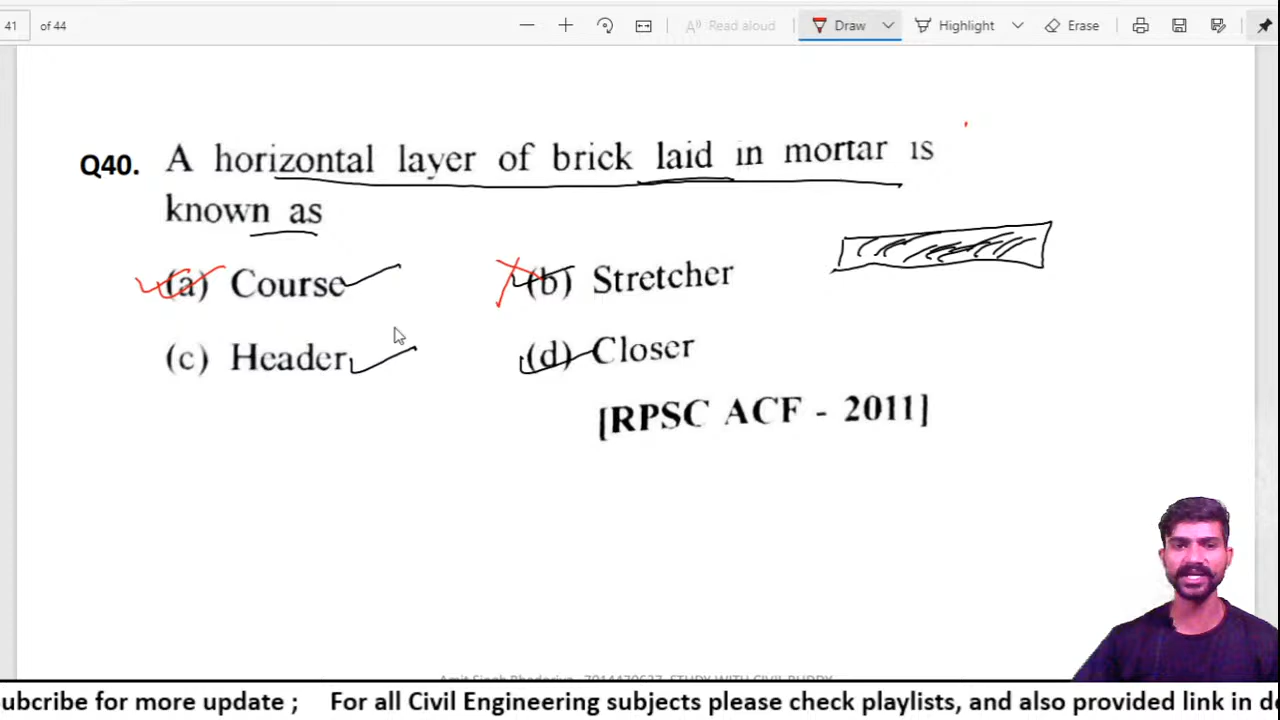 41 of 44
Read aloud
Draw
Highlight
Erase
Q40. A horizontal layer of brick laid in mortar is
known as
(a) Course (b) Stretcher
(c) Header (d) Closer
[RPSC ACF - 2011]
ubcribe for more update ; For all Civil Engineering subjects please check playlists, and also provided link in